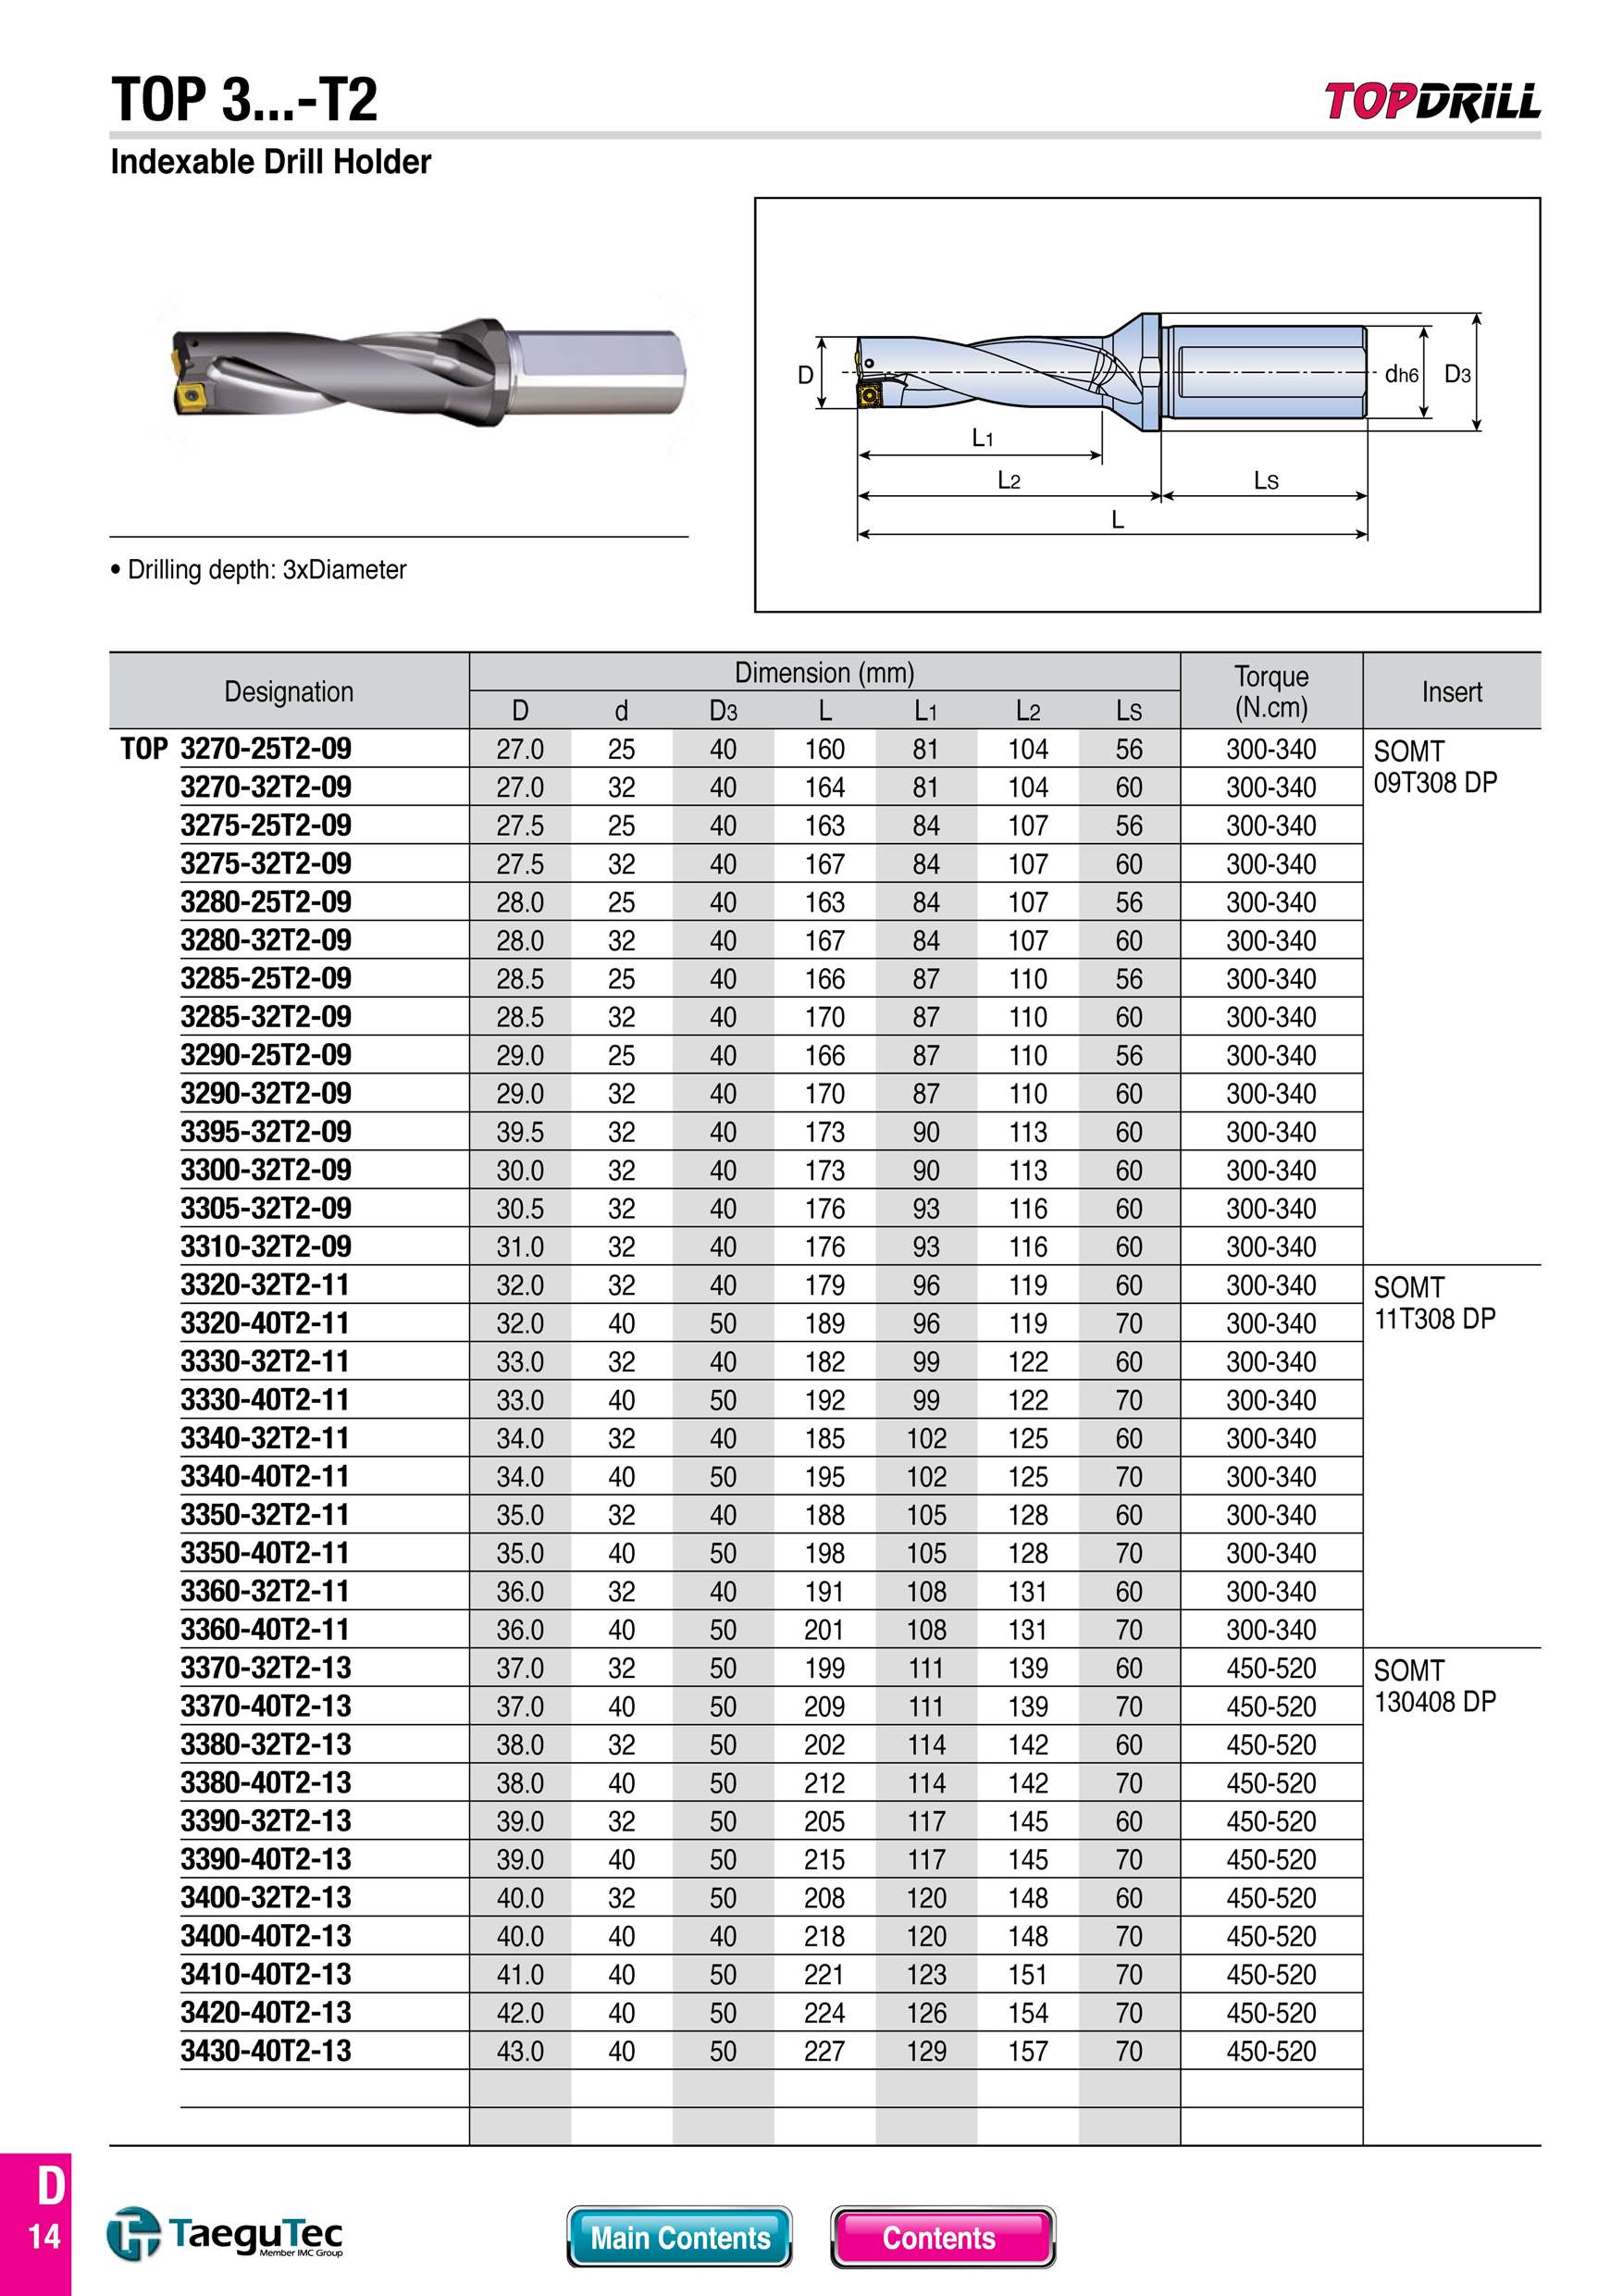 TOP 3...-T2
TOPDRILL
Indexable Drill Holder
D
dh6
D3
L1
L2
LS
L
• Drilling depth: 3xDiameter
Designation Dimension (mm) Torque (N.cm) Insert
D d D3 L L1 L2 LS
TOP 3270-25T2-09 27.0 25 40 160 81 104 56 300-340 SOMT
3270-32T2-09 27.0 32 40 164 81 104 60 300-340 09T308 DP
3275-25T2-09 27.5 25 40 163 84 107 56 300-340
3275-32T2-09 27.5 32 40 167 84 107 60 300-340
3280-25T2-09 28.0 25 40 163 84 107 56 300-340
3280-32T2-09 28.0 32 40 167 84 107 60 300-340
3285-25T2-09 28.5 25 40 166 87 110 56 300-340
3285-32T2-09 28.5 32 40 170 87 110 60 300-340
3290-25T2-09 29.0 25 40 166 87 110 56 300-340
3290-32T2-09 29.0 32 40 170 87 110 60 300-340
3395-32T2-09 39.5 32 40 173 90 113 60 300-340
3300-32T2-09 30.0 32 40 173 90 113 60 300-340
3305-32T2-09 30.5 32 40 176 93 116 60 300-340
3310-32T2-09 31.0 32 40 176 93 116 60 300-340
3320-32T2-11 32.0 32 40 179 96 119 60 300-340 SOMT
3320-40T2-11 32.0 40 50 189 96 119 70 300-340 11T308 DP
3330-32T2-11 33.0 32 40 182 99 122 60 300-340
3330-40T2-11 33.0 40 50 192 99 122 70 300-340
3340-32T2-11 34.0 32 40 185 102 125 60 300-340
3340-40T2-11 34.0 40 50 195 102 125 70 300-340
3350-32T2-11 35.0 32 40 188 105 128 60 300-340
3350-40T2-11 35.0 40 50 198 105 128 70 300-340
3360-32T2-11 36.0 32 40 191 108 131 60 300-340
3360-40T2-11 36.0 40 50 201 108 131 70 300-340
3370-32T2-13 37.0 32 50 199 111 139 60 450-520 SOMT
3370-40T2-13 37.0 40 50 209 111 139 70 450-520 130408 DP
3380-32T2-13 38.0 32 50 202 114 142 60 450-520
3380-40T2-13 38.0 40 50 212 114 142 70 450-520
3390-32T2-13 39.0 32 50 205 117 145 60 450-520
3390-40T2-13 39.0 40 50 215 117 145 70 450-520
3400-32T2-13 40.0 32 50 208 120 148 60 450-520
3400-40T2-13 40.0 40 40 218 120 148 70 450-520
3410-40T2-13 41.0 40 50 221 123 151 70 450-520
3420-40T2-13 42.0 40 50 224 126 154 70 450-520
3430-40T2-13 43.0 40 50 227 129 157 70 450-520
D
14
TaeguTec
Member IMC Group
Main Contents
Contents